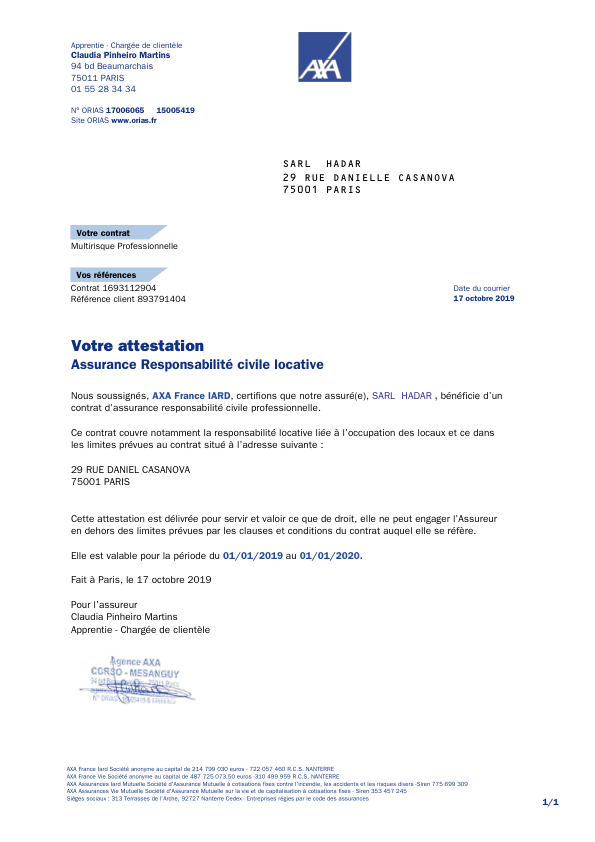 Apprentie - Chargée de clientèle
Claudia Pinheiro Martins
94 bd Beaumarchais
75011 PARIS
01 55 28 34 34
N° ORIAS 17006065 15005419
Site ORIAS www.orias.fr
AXA
SARL HADAR
29 RUE DANIELLE CASANOVA
75001 PARIS
Votre contrat
Multirisque Professionnelle
Vos références
Contrat 1693112904
Référence client 893791404
Date du courrier
17 octobre 2019
Votre attestation
Assurance Responsabilité civile locative
Nous soussignés, AXA France IARD, certifions que notre assuré(e), SARL HADAR , bénéficie d'un
contrat d'assurance responsabilité civile professionnelle.
Ce contrat couvre notamment la responsabilité locative liée à l'occupation des locaux et ce dans
les limites prévues au contrat situé à l'adresse suivante :
29 RUE DANIEL CASANOVA
75001 PARIS
Cette attestation est délivrée pour servir et valoir ce que de droit, elle ne peut engager l'Assureur
en dehors des limites prévues par les clauses et conditions du contrat auquel elle se réfère.
Elle est valable pour la période du 01/01/2019 au 01/01/2020.
Fait à Paris, le 17 octobre 2019
Pour l'assureur
Claudia Pinheiro Martins
Apprentie - Chargée de clientèle
Agence AXA
CORSO - MESANGUY
94 bd Beaumarchais - 75011 Paris
N° ORIAS
AXA France Iard Société anonyme au capital de 214 799 030 euros - 722 057 460 R.C.S. NANTERRE
AXA France Vie Société anonyme au capital de 487 725 073,50 euros -310 499 959 R.C.S. NANTERRE
AXA Assurances Iard Mutuelle Société d'Assurance Mutuelle à cotisations fixes contre l'incendie, les accidents et les risques divers -Siren 775 699 309
AXA Assurances Vie Mutuelle Société d'Assurance Mutuelle sur la vie et de capitalisation à cotisations fixes - Siren 353 457 245
Sièges sociaux : 313 Terrasses de l'Arche, 92727 Nanterre Cedex - Entreprises régies par le code des assurances
1/1